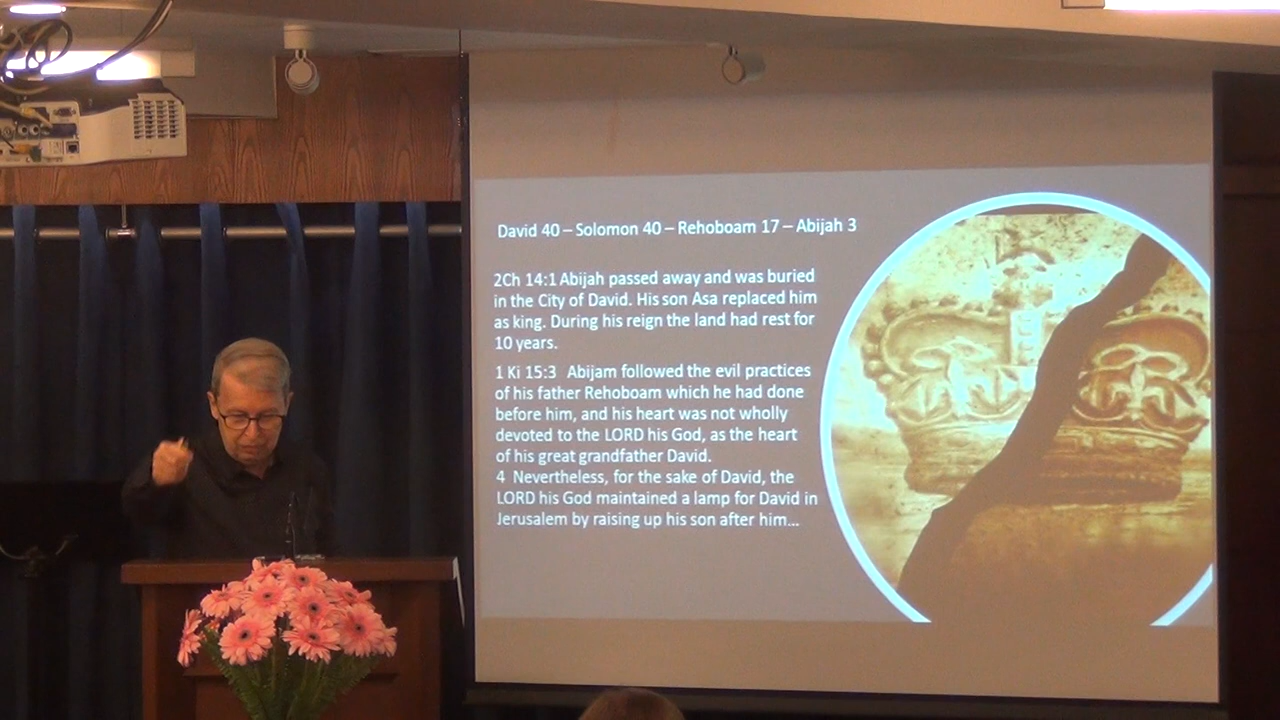 David 40 – Solomon 40 – Rehoboam 17 – Abijah 3
2Ch 14:1 Abijah passed away and was buried
in the City of David. His son Asa replaced him
as king. During his reign the land had rest for
10 years.
1 Ki 15:3 Abijam followed the evil practices
of his father Rehoboam which he had done
before him, and his heart was not wholly
devoted to the LORD his God, as the heart
of his great grandfather David.
4 Nevertheless, for the sake of David, the
LORD his God maintained a lamp for David in
Jerusalem by raising up his son after him...